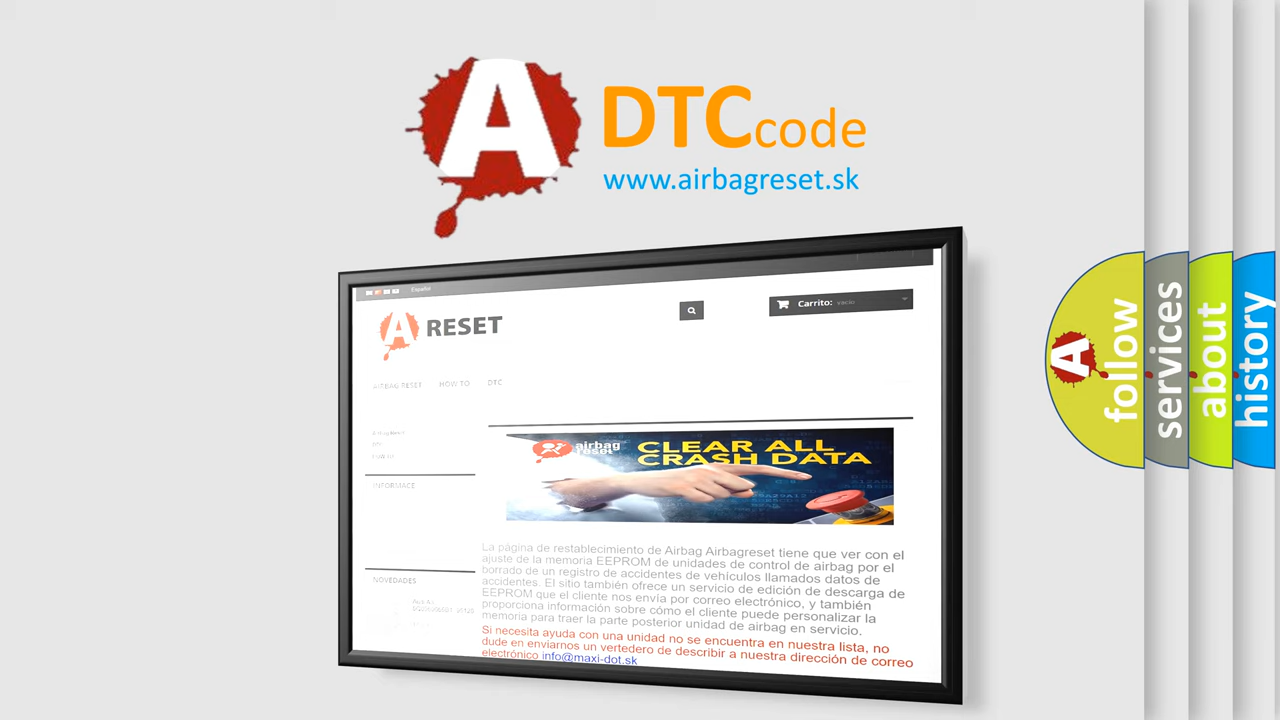 A DTCcode
www.airbagreset.sk
Español
A RESET
Carrito: vacío
AIRBAG RESET HOW TO DTC
INFORMACE
airbag
reset
CLEAR ALL
CRASH DATA
La página de restablecimiento de Airbag Airbagreset tiene que ver con el
ajuste de la memoria EEPROM de unidades de control de airbag por el
borrado de un registro de accidentes de vehículos llamados datos de
accidentes. El sitio también ofrece un servicio de edición de descarga de
EEPROM que el cliente nos envía por correo electrónico, y también
proporciona información sobre cómo el cliente puede personalizar la
memoria para traer la parte posterior unidad de airbag en servicio.
Si necesita ayuda con una unidad no se encuentra en nuestra lista, no
dude en enviarnos un vertedero de describir a nuestra dirección de correo
electrónico info@maxi-dot.sk
NOVEDADES
A follow
services
about
history